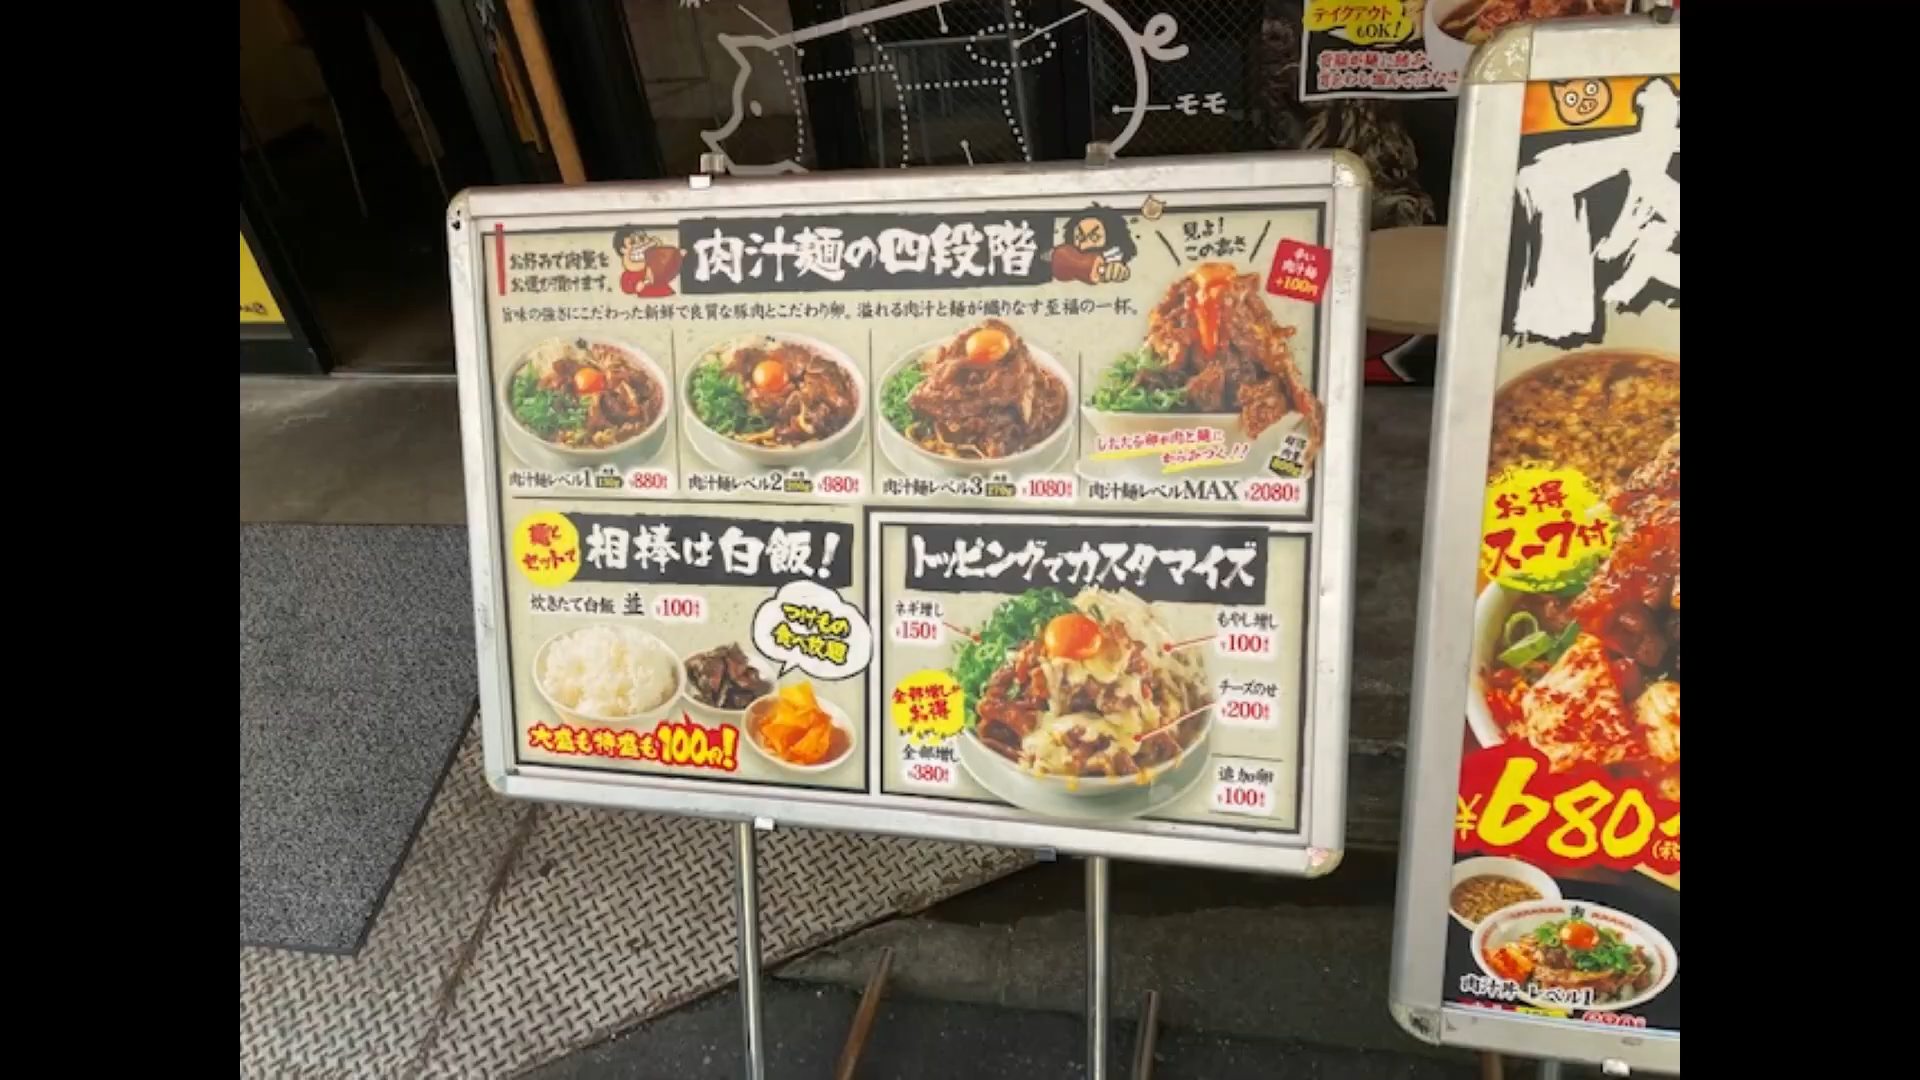 モモ
テイクアウト
もOK!
お好みで肉量を
お選び頂けます。
肉汁麺の四段階
見よ!
この高さ
辛い
肉汁麺
+100円
旨味の強さにこだわった新鮮で良質な豚肉とこだわり卵。溢れる肉汁と麺が織りなす至福の一杯。
したたる卵が肉と麺に
からみつく!!
肉汁麺レベル1 ¥880
肉汁麺レベル2 ¥980
肉汁麺レベル3 ¥1080
肉汁麺レベルMAX ¥2080
麺と
セットで
相棒は白飯!
炊きたて白飯 並 ¥100
つけもの
食べ放題
大盛も特盛も100円!
トッピングでカスタマイズ
ネギ増し
¥150
もやし増し
¥100
チーズのせ
¥200
全部増しが
お得
全部増し
¥380
追加卵
¥100
肉
お得
スープ付
¥680
肉汁丼 レベル1